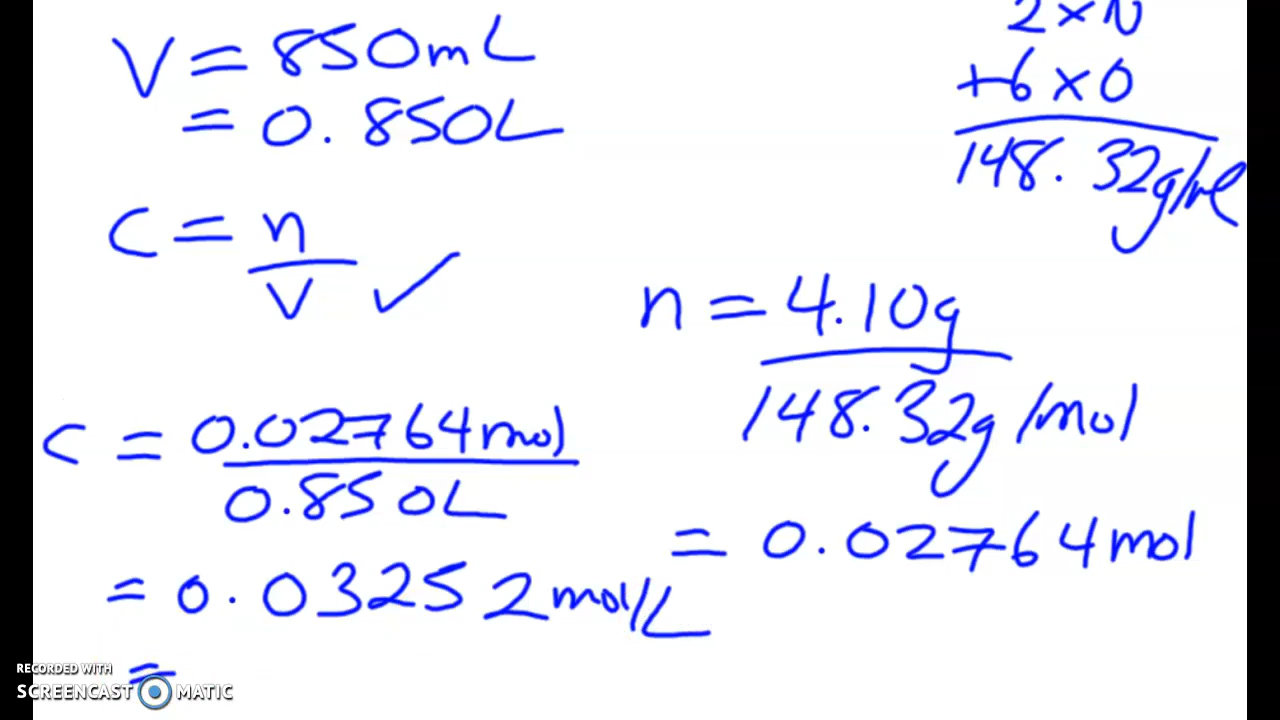 V = 850mL
= 0.850L
C = n
V ✓
C = 0.02764mol
0.850L
= 0.03252mol/L
=
2 × N
+6 × O
148.32g/mol
n = 4.10g
148.32g/mol
= 0.02764mol
RECORDED WITH
SCREENCAST MATIC